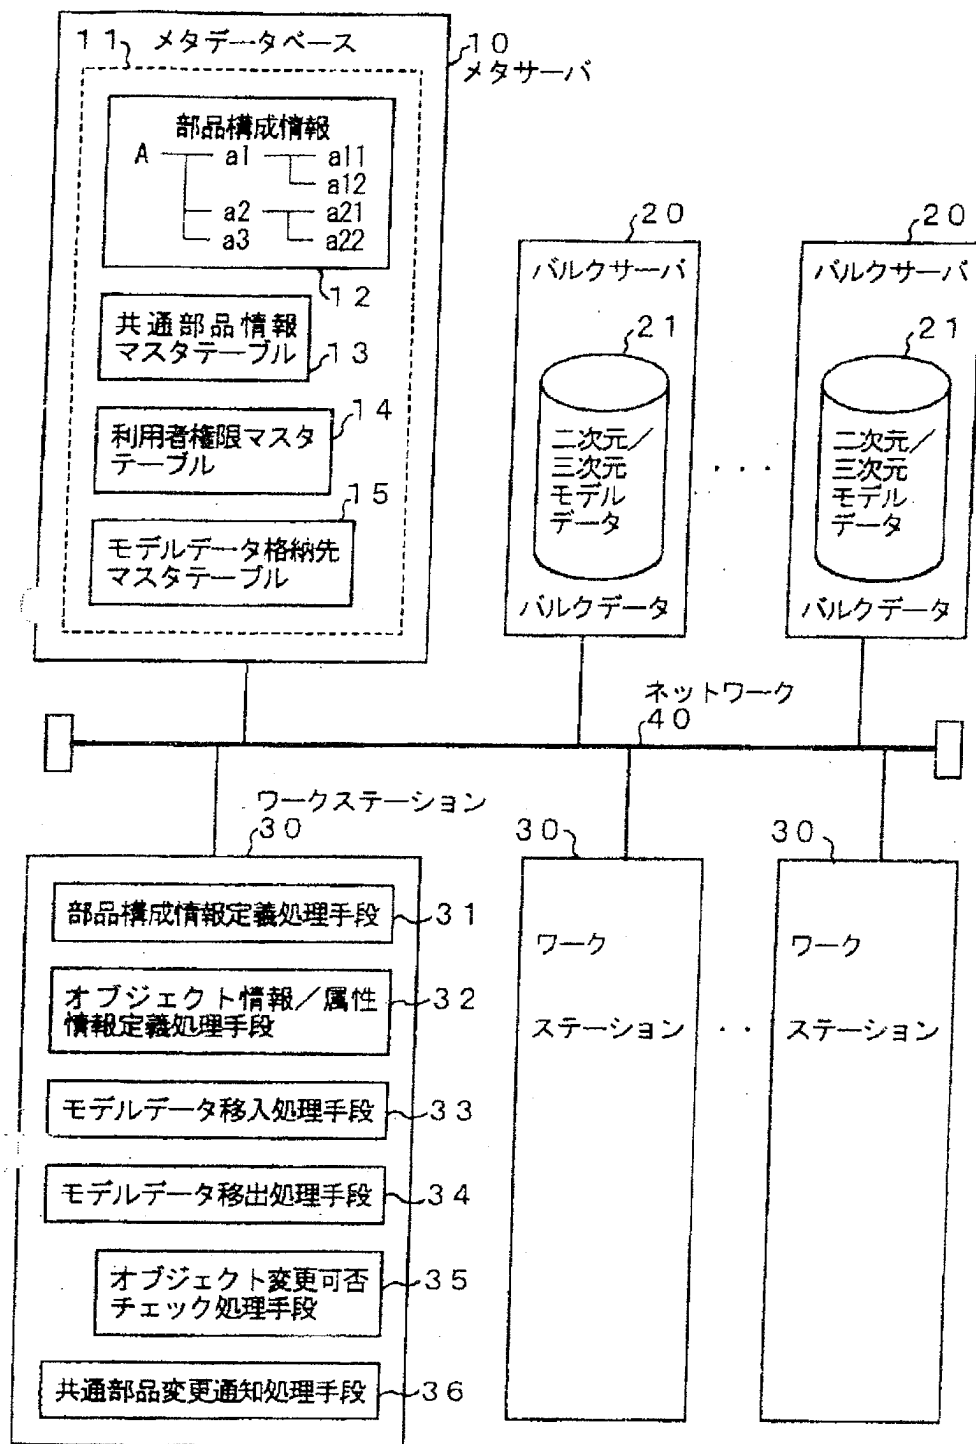 11 メタデータベース
10
メタサーバ
部品構成情報
A a1 a11
a12
a2 a21
a3 a22
12
共通部品情報
マスタテーブル
13
利用者権限マスタ
テーブル
14
15
モデルデータ格納先
マスタテーブル
20
バルクサーバ
21
二次元/
三次元
モデル
データ
バルクデータ
・・・
20
バルクサーバ
21
二次元/
三次元
モデル
データ
バルクデータ
ネットワーク
40
ワークステーション
30
部品構成情報定義処理手段
31
オブジェクト情報/属性
情報定義処理手段
32
モデルデータ移入処理手段
33
モデルデータ移出処理手段
34
オブジェクト変更可否
チェック処理手段
35
共通部品変更通知処理手段
36
30
ワーク
ステーション
・・
30
ワーク
ステーション